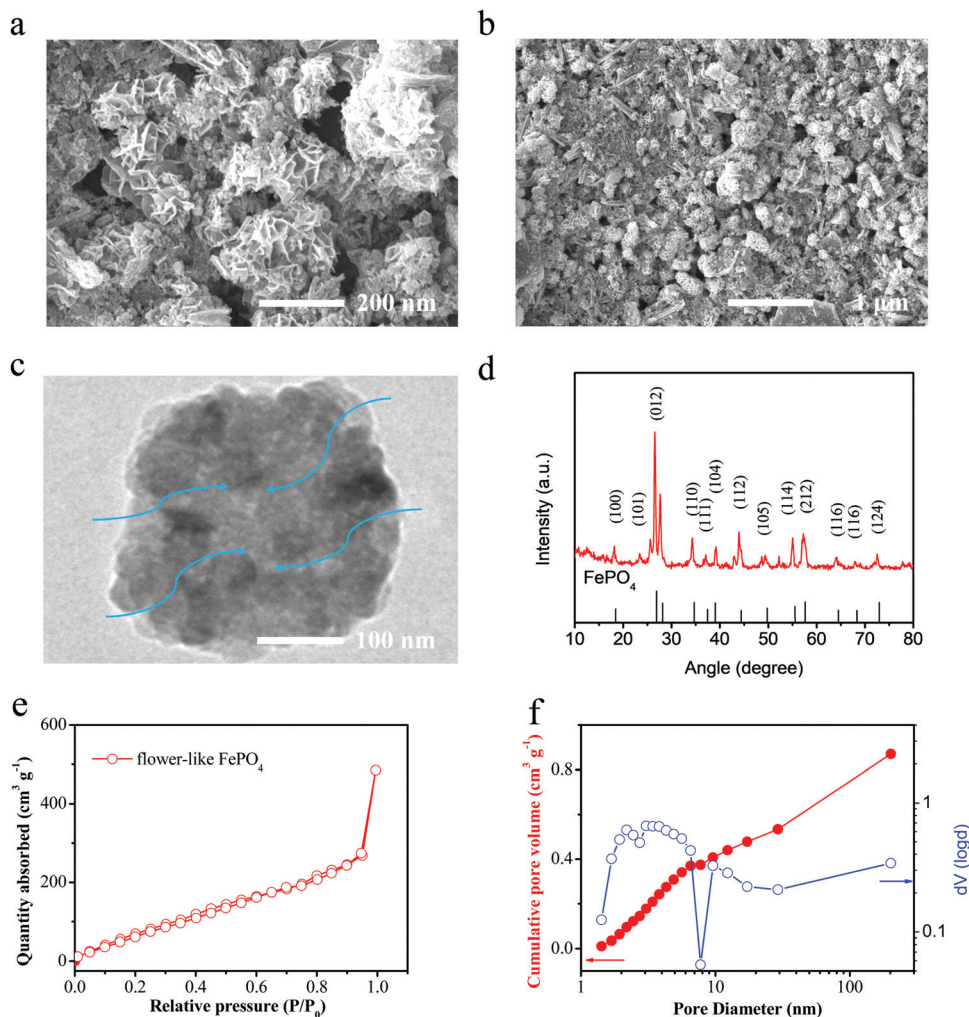 a
200 nm
b
1 μm
c
100 nm
d
Intensity (a.u.)
(100)
(101)
(012)
(110)
(111)
(104)
(112)
(105)
(114)
(212)
(116)
(116)
(124)
FePO4
10 20 30 40 50 60 70 80
Angle (degree)
e
Quantity absorbed (cm³ g⁻¹)
600
400
200
0
flower-like FePO4
0.0 0.2 0.4 0.6 0.8 1.0
Relative pressure (P/P0)
f
Cumulative pore volume (cm³ g⁻¹)
0.8
0.4
0.0
1
0.1
dV (logd)
1 10 100
Pore Diameter (nm)